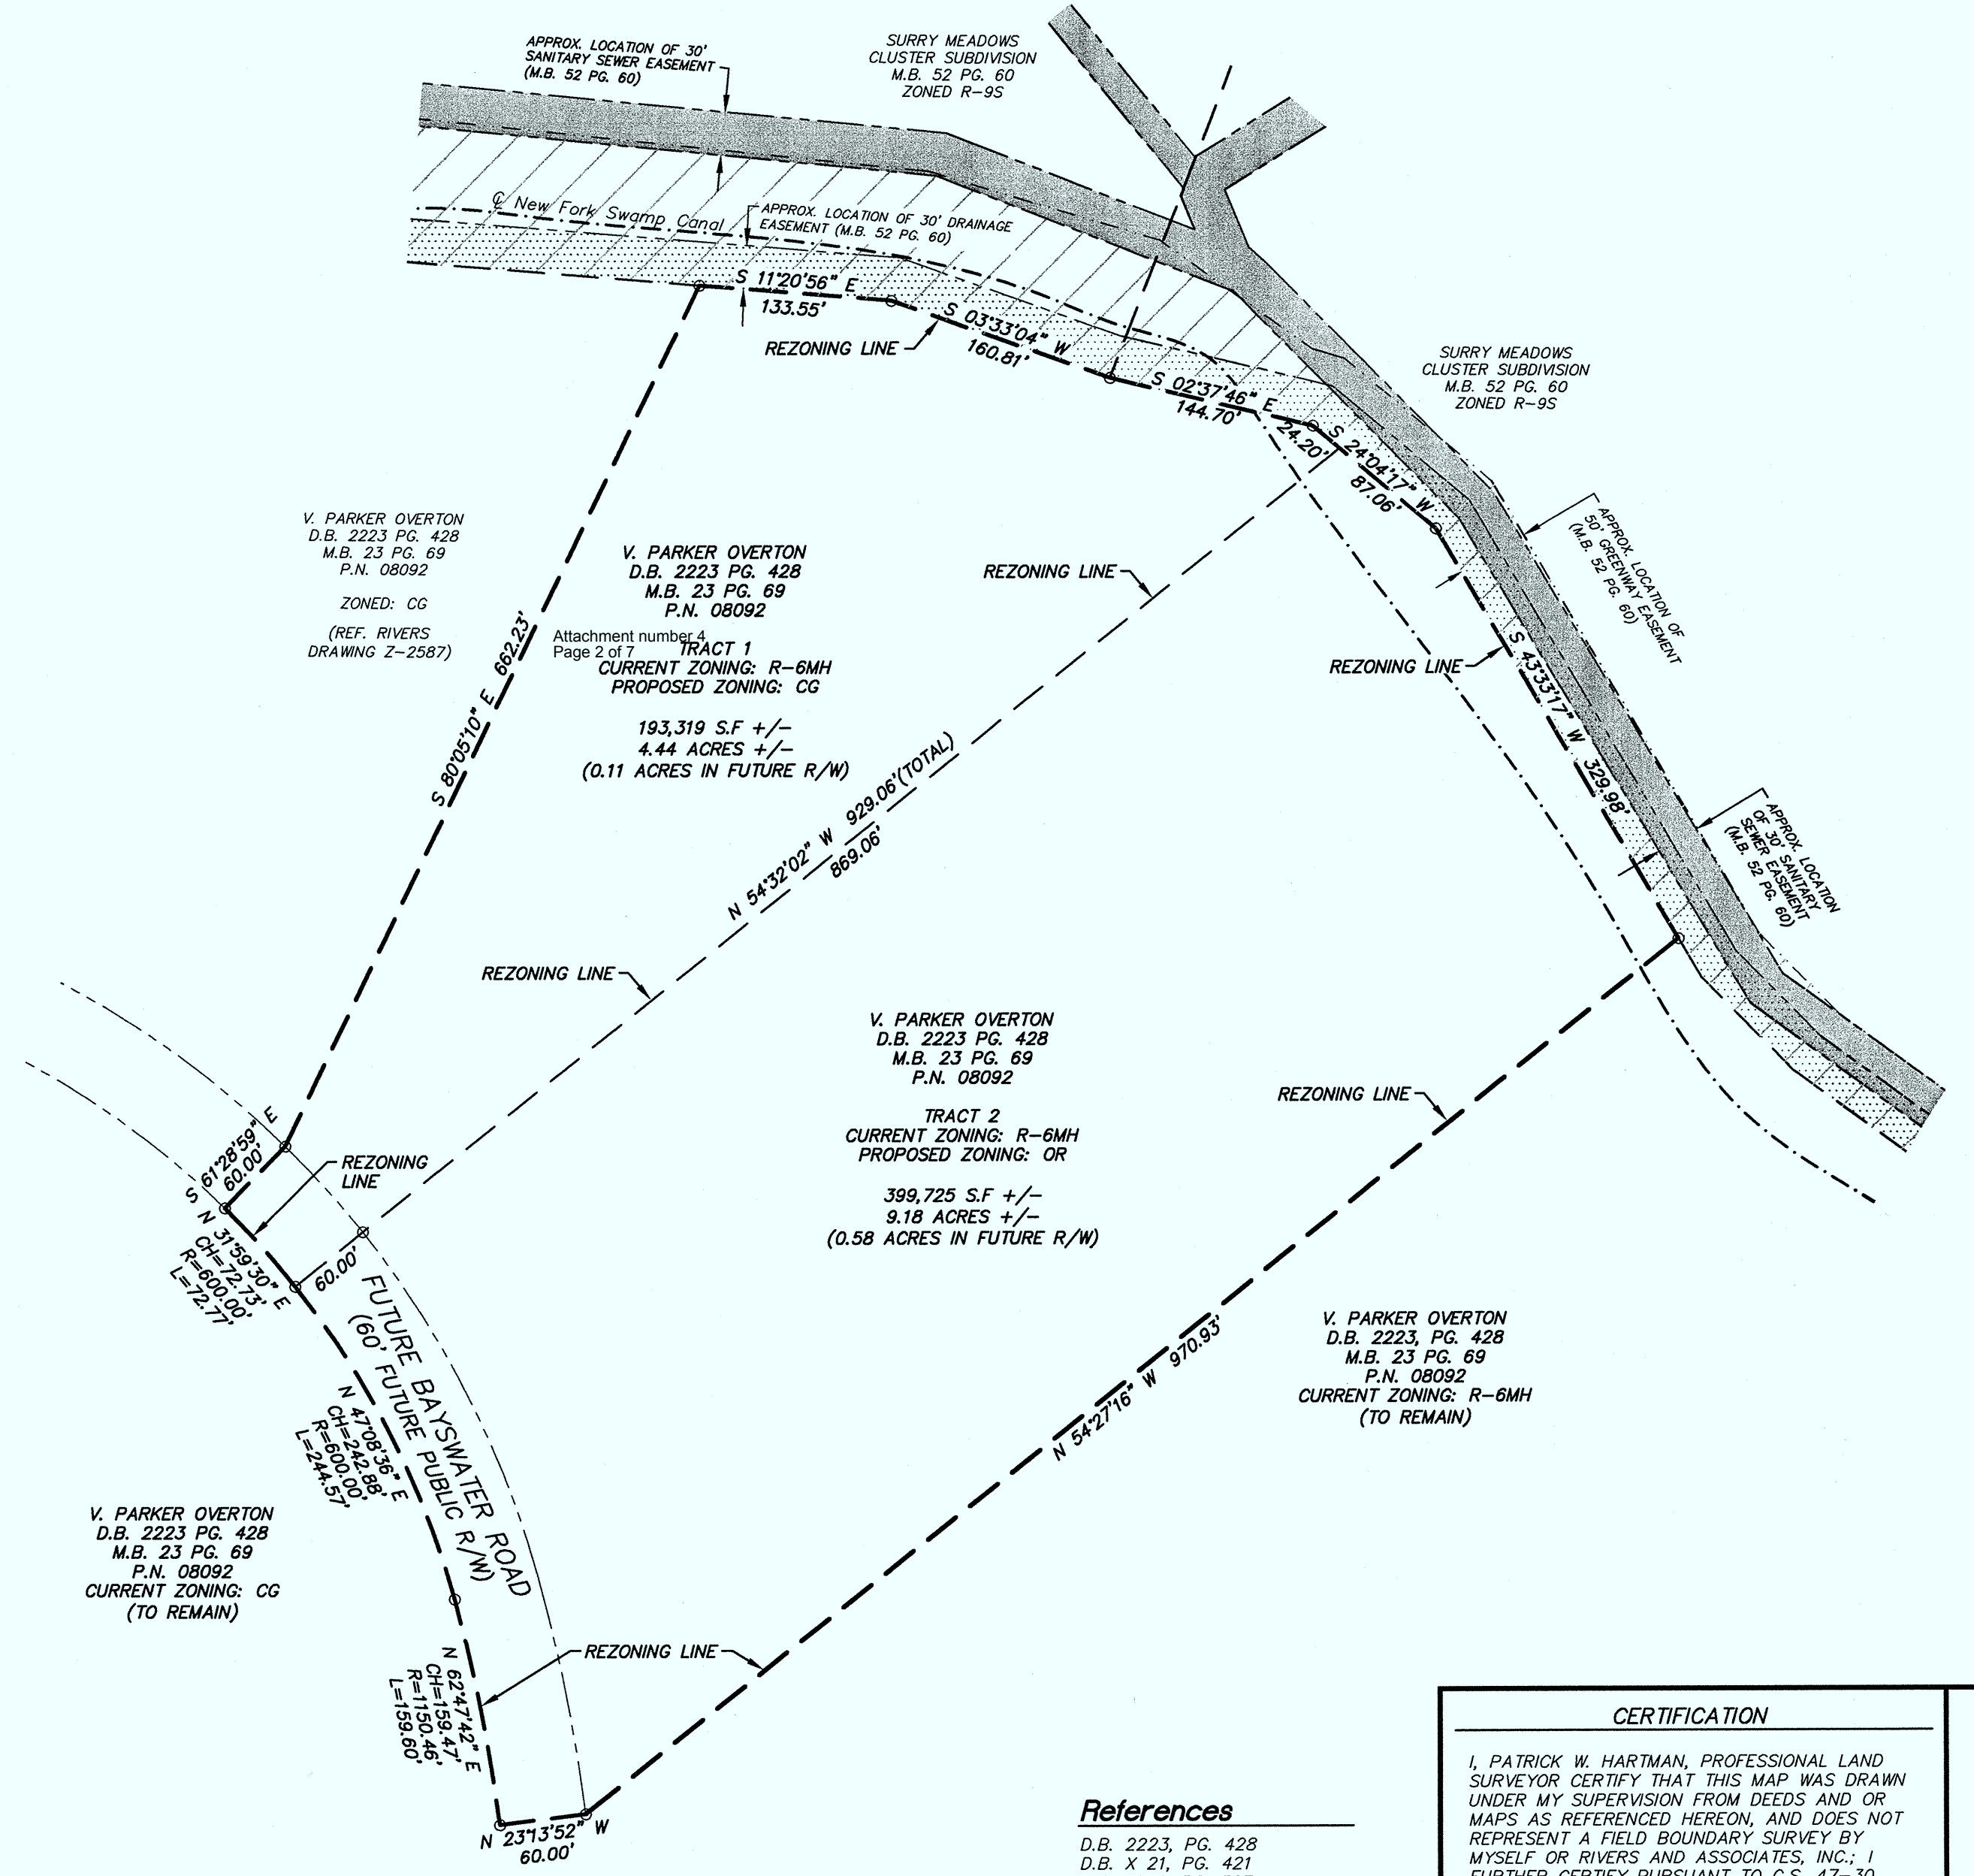 APPROX. LOCATION OF 30'
SANITARY SEWER EASEMENT
(M.B. 52 PG. 60)
SURRY MEADOWS
CLUSTER SUBDIVISION
M.B. 52 PG. 60
ZONED R-9S
℄ New Fork Swamp Canal
APPROX. LOCATION OF 30' DRAINAGE
EASEMENT (M.B. 52 PG. 60)
S 11°20'56" E
133.55'
REZONING LINE
S 03°33'04" W
160.81'
S 02°37'46" E
144.70'
24.20'
S 24°04'17" W
87.06'
SURRY MEADOWS
CLUSTER SUBDIVISION
M.B. 52 PG. 60
ZONED R-9S
APPROX. LOCATION OF
50' GREENWAY EASEMENT
(M.B. 52 PG. 60)
V. PARKER OVERTON
D.B. 2223 PG. 428
M.B. 23 PG. 69
P.N. 08092
ZONED: CG
(REF. RIVERS
DRAWING Z-2587)
V. PARKER OVERTON
D.B. 2223 PG. 428
M.B. 23 PG. 69
P.N. 08092
Attachment number 4
Page 2 of 7
TRACT 1
CURRENT ZONING: R-6MH
PROPOSED ZONING: CG
193,319 S.F +/-
4.44 ACRES +/-
(0.11 ACRES IN FUTURE R/W)
S 80°05'10" E 662.23'
REZONING LINE
REZONING LINE
S 43°33'17" W 329.98'
N 54°32'02" W 929.06'(TOTAL)
869.06'
APPROX. LOCATION
OF 30' SANITARY
SEWER EASEMENT
(M.B. 52 PG. 60)
REZONING LINE
V. PARKER OVERTON
D.B. 2223 PG. 428
M.B. 23 PG. 69
P.N. 08092
TRACT 2
CURRENT ZONING: R-6MH
PROPOSED ZONING: OR
399,725 S.F +/-
9.18 ACRES +/-
(0.58 ACRES IN FUTURE R/W)
REZONING LINE
S 61°28'59" E
60.00'
REZONING
LINE
N 31°59'30" E
CH=72.73'
R=600.00'
L=72.77'
60.00'
FUTURE BAYSWATER ROAD
(60' FUTURE PUBLIC R/W)
N 47°08'36" E
CH=242.88'
R=600.00'
L=244.57'
N 54°27'16" W 970.93'
V. PARKER OVERTON
D.B. 2223, PG. 428
M.B. 23 PG. 69
P.N. 08092
CURRENT ZONING: R-6MH
(TO REMAIN)
V. PARKER OVERTON
D.B. 2223 PG. 428
M.B. 23 PG. 69
P.N. 08092
CURRENT ZONING: CG
(TO REMAIN)
REZONING LINE
N 62°47'42" E
CH=159.47'
R=1150.46'
L=159.60'
N 23°13'52" W
60.00'
References
D.B. 2223, PG. 428
D.B. X 21, PG. 421
CERTIFICATION
I, PATRICK W. HARTMAN, PROFESSIONAL LAND
SURVEYOR CERTIFY THAT THIS MAP WAS DRAWN
UNDER MY SUPERVISION FROM DEEDS AND OR
MAPS AS REFERENCED HEREON, AND DOES NOT
REPRESENT A FIELD BOUNDARY SURVEY BY
MYSELF OR RIVERS AND ASSOCIATES, INC.; I
FURTHER CERTIFY PURSUANT TO G.S. 47-30